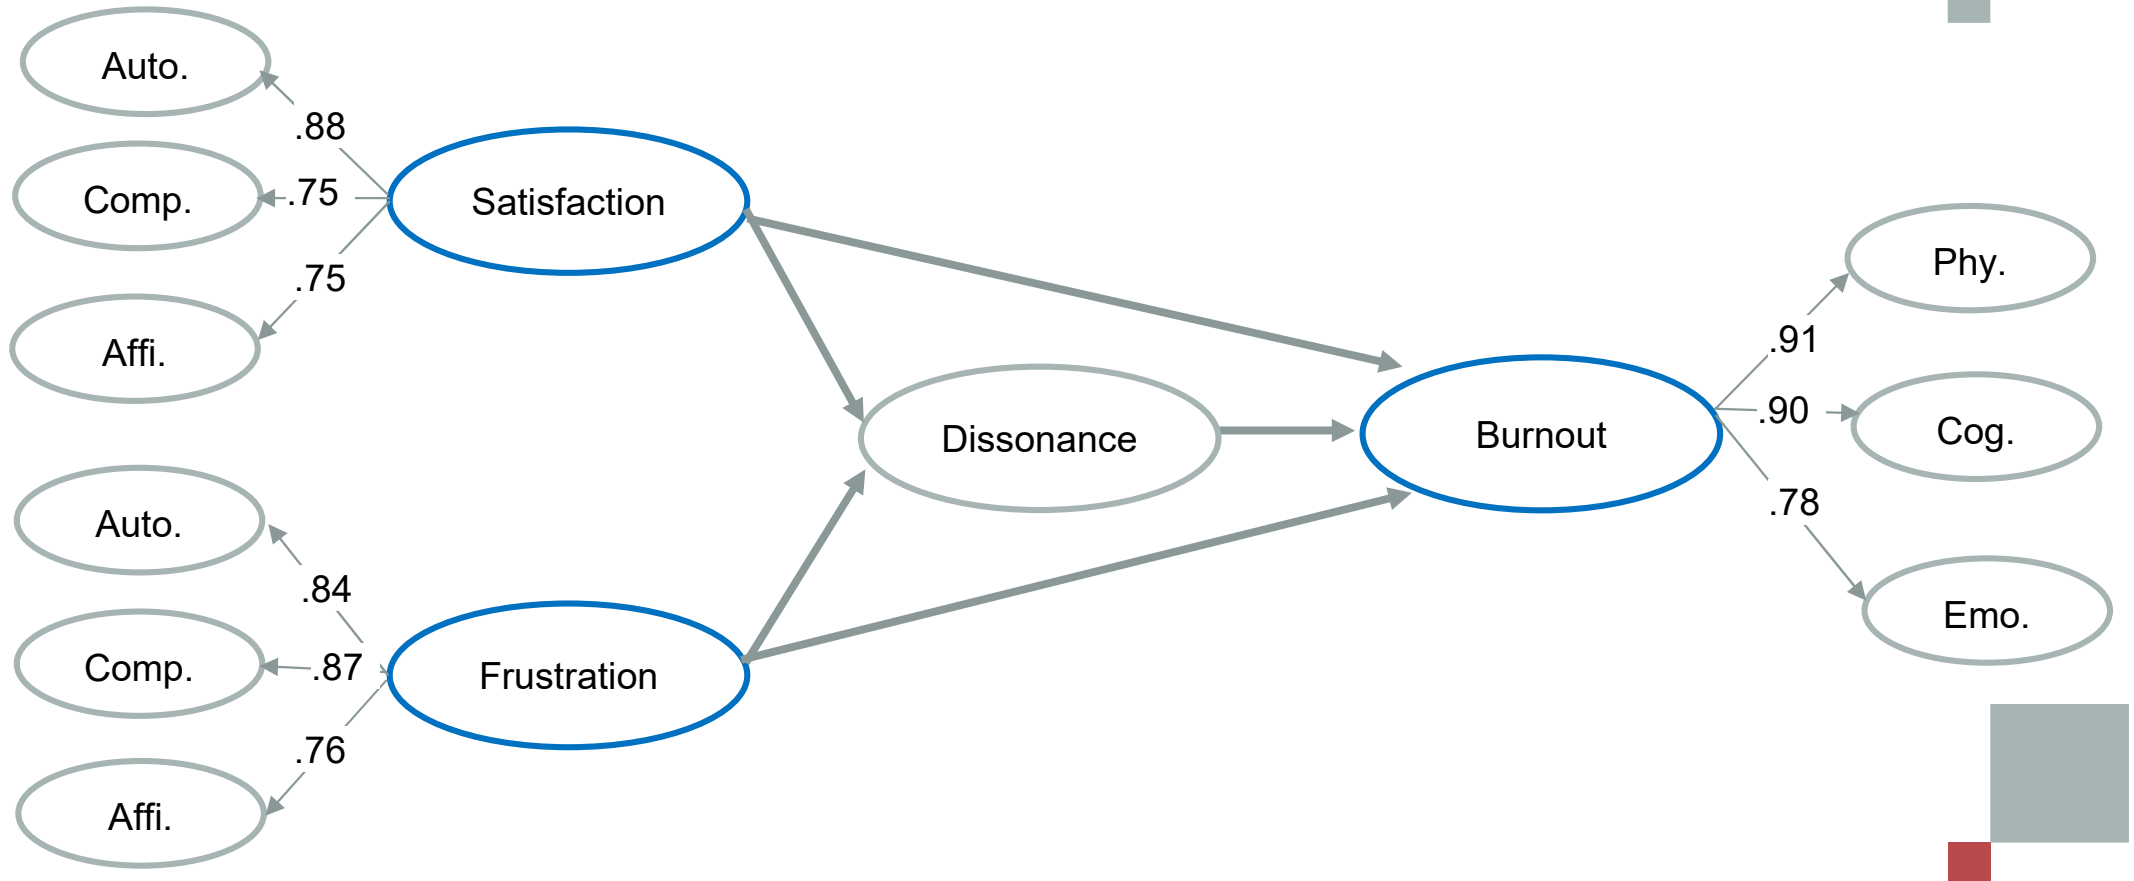 Auto.
.88
Comp.
.75
Satisfaction
Affi.
.75
Auto.
.84
Comp.
.87
Frustration
Affi.
.76
Dissonance
Burnout
Phy.
.91
Cog.
.90
Emo.
.78